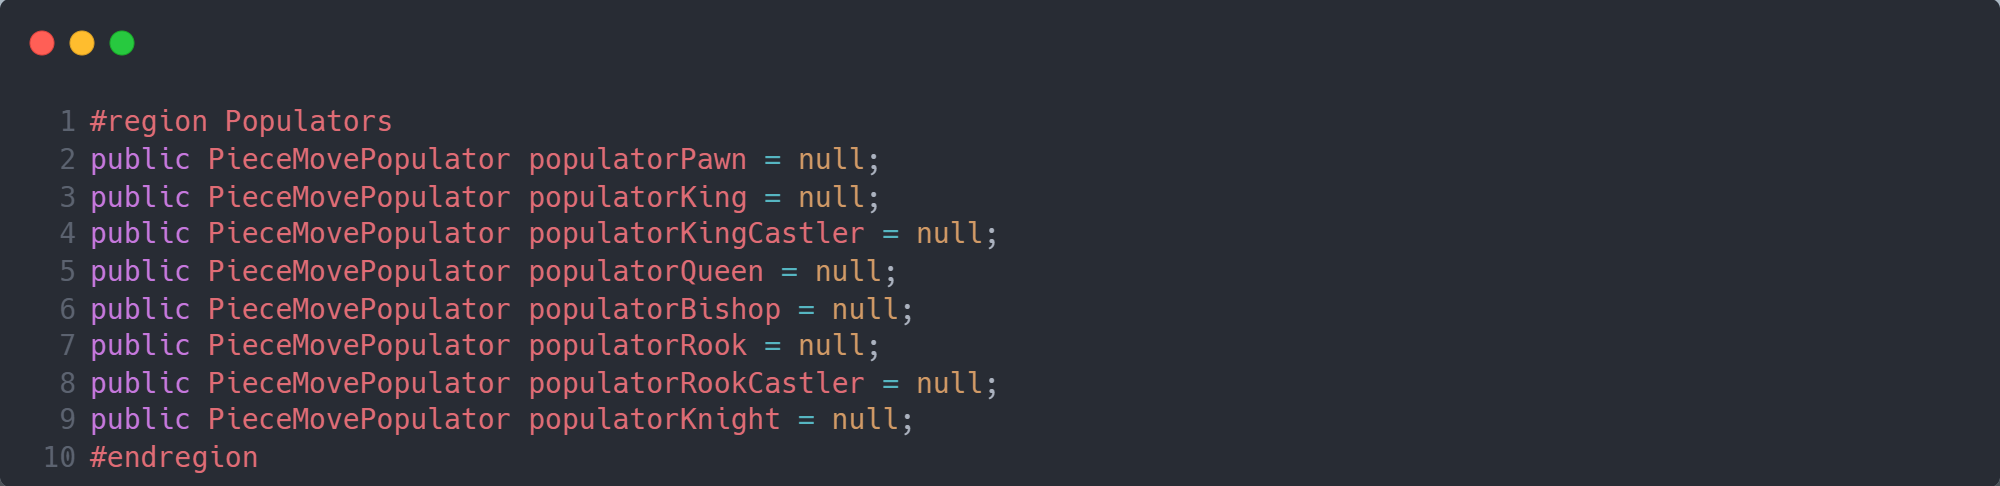 1 #region Populators
2 public PieceMovePopulator populatorPawn = null;
3 public PieceMovePopulator populatorKing = null;
4 public PieceMovePopulator populatorKingCastler = null;
5 public PieceMovePopulator populatorQueen = null;
6 public PieceMovePopulator populatorBishop = null;
7 public PieceMovePopulator populatorRook = null;
8 public PieceMovePopulator populatorRookCastler = null;
9 public PieceMovePopulator populatorKnight = null;
10 #endregion